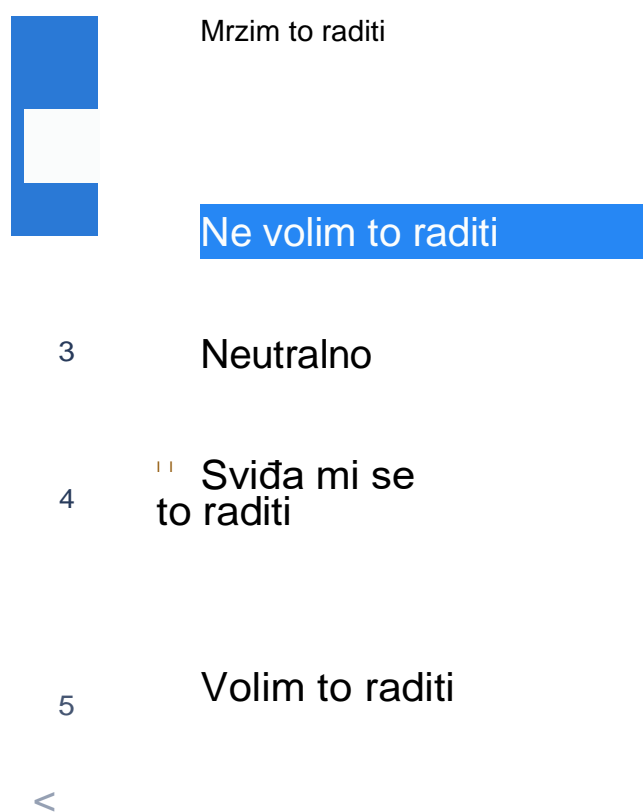 Mrzim to raditi
Ne volim to raditi
3 Neutralno
4 Sviđa mi se
to raditi
5 Volim to raditi
<